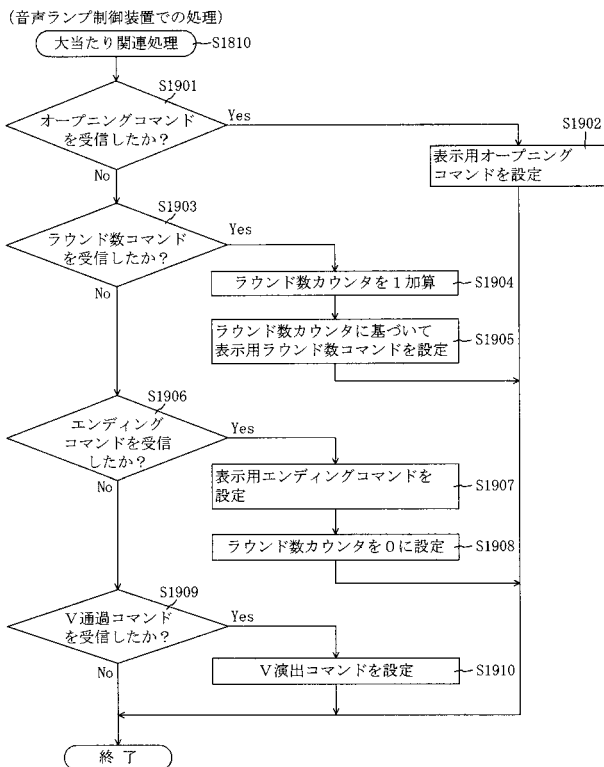 (音声ランプ制御装置での処理)
大当たり関連処理
S1810
S1901
オープニングコマンド
を受信したか？
Yes
No
S1902
表示用オープニング
コマンドを設定
S1903
ラウンド数コマンド
を受信したか？
Yes
No
ラウンド数カウンタを1加算
S1904
ラウンド数カウンタに基づいて
表示用ラウンド数コマンドを設定
S1905
S1906
エンディング
コマンドを受信
したか？
Yes
No
表示用エンディングコマンドを
設定
S1907
ラウンド数カウンタを0に設定
S1908
S1909
V通過コマンド
を受信したか？
Yes
No
V演出コマンドを設定
S1910
終了